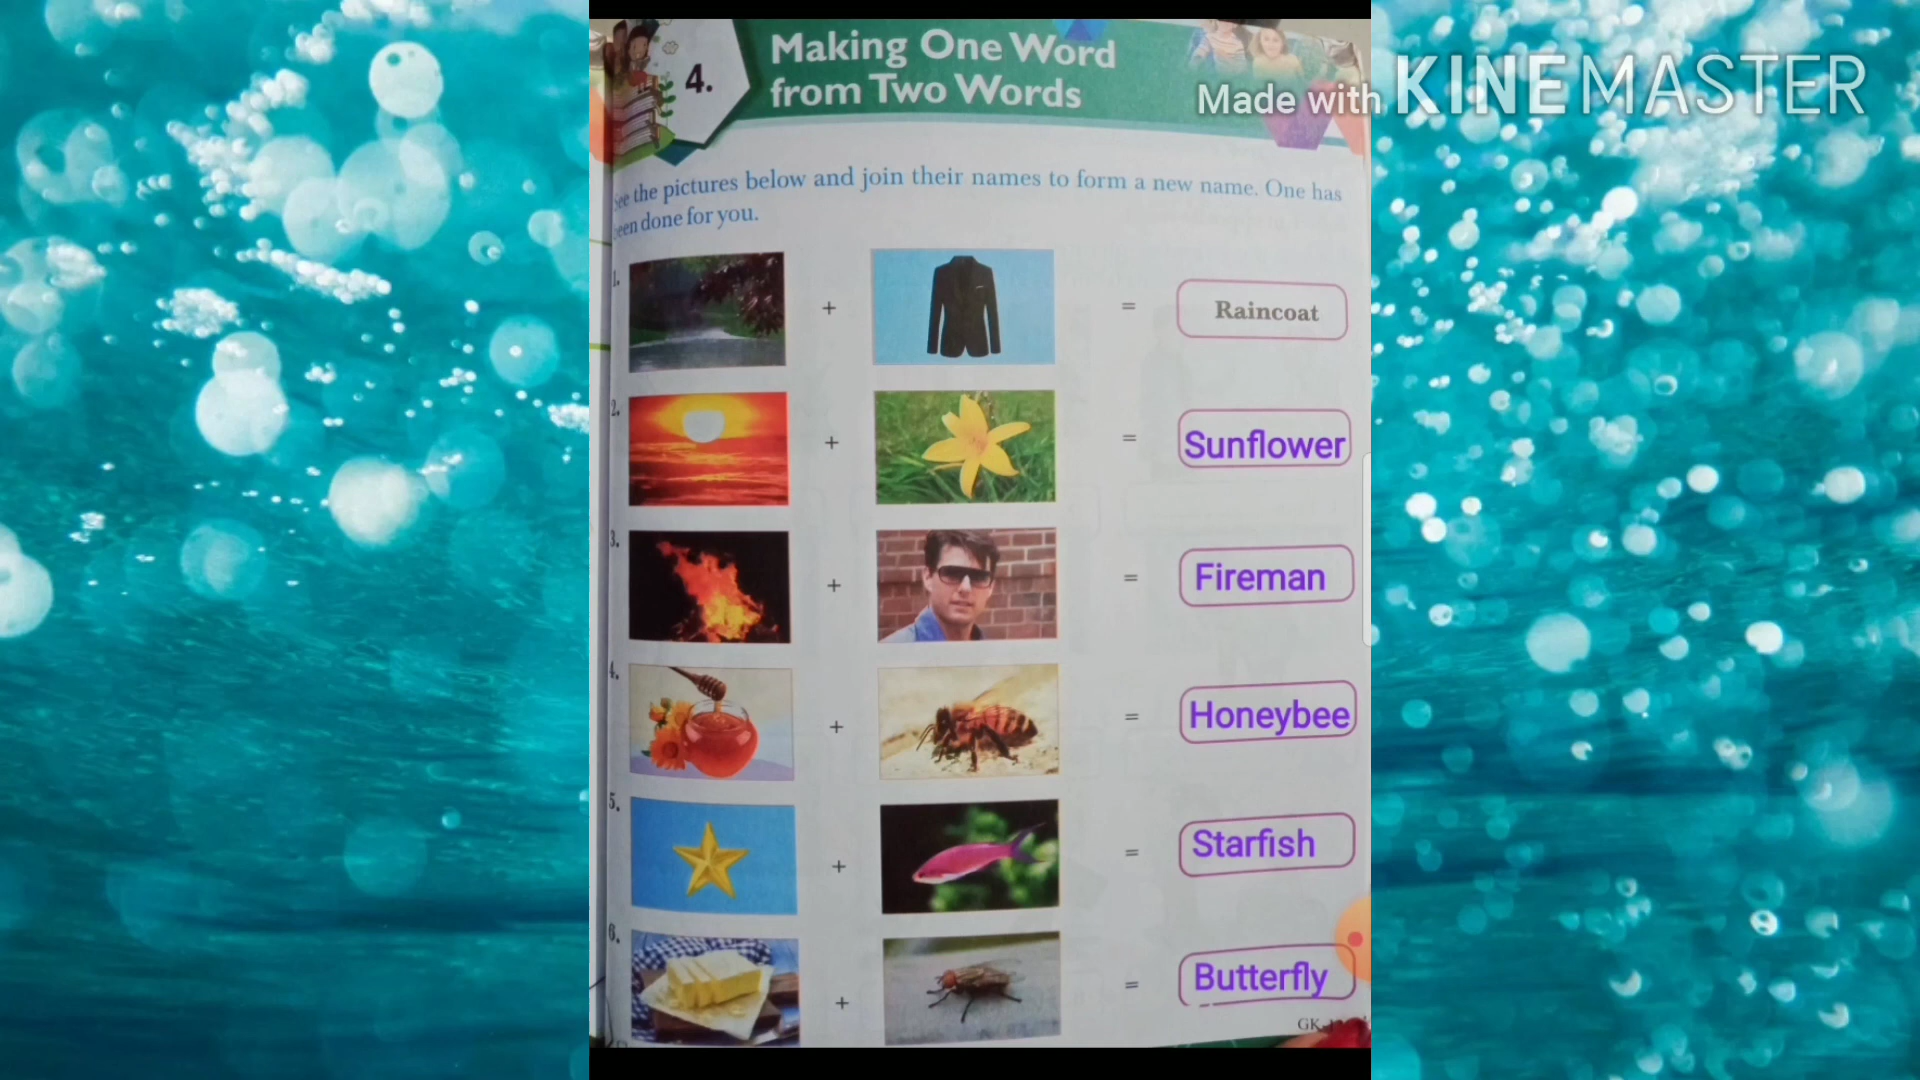 Made with KINEMASTER
4.
Making One Word
from Two Words
See the pictures below and join their names to form a new name. One has
been done for you.
1. + = Raincoat
2. + = Sunflower
3. + = Fireman
4. + = Honeybee
5. + = Starfish
6. + = Butterfly